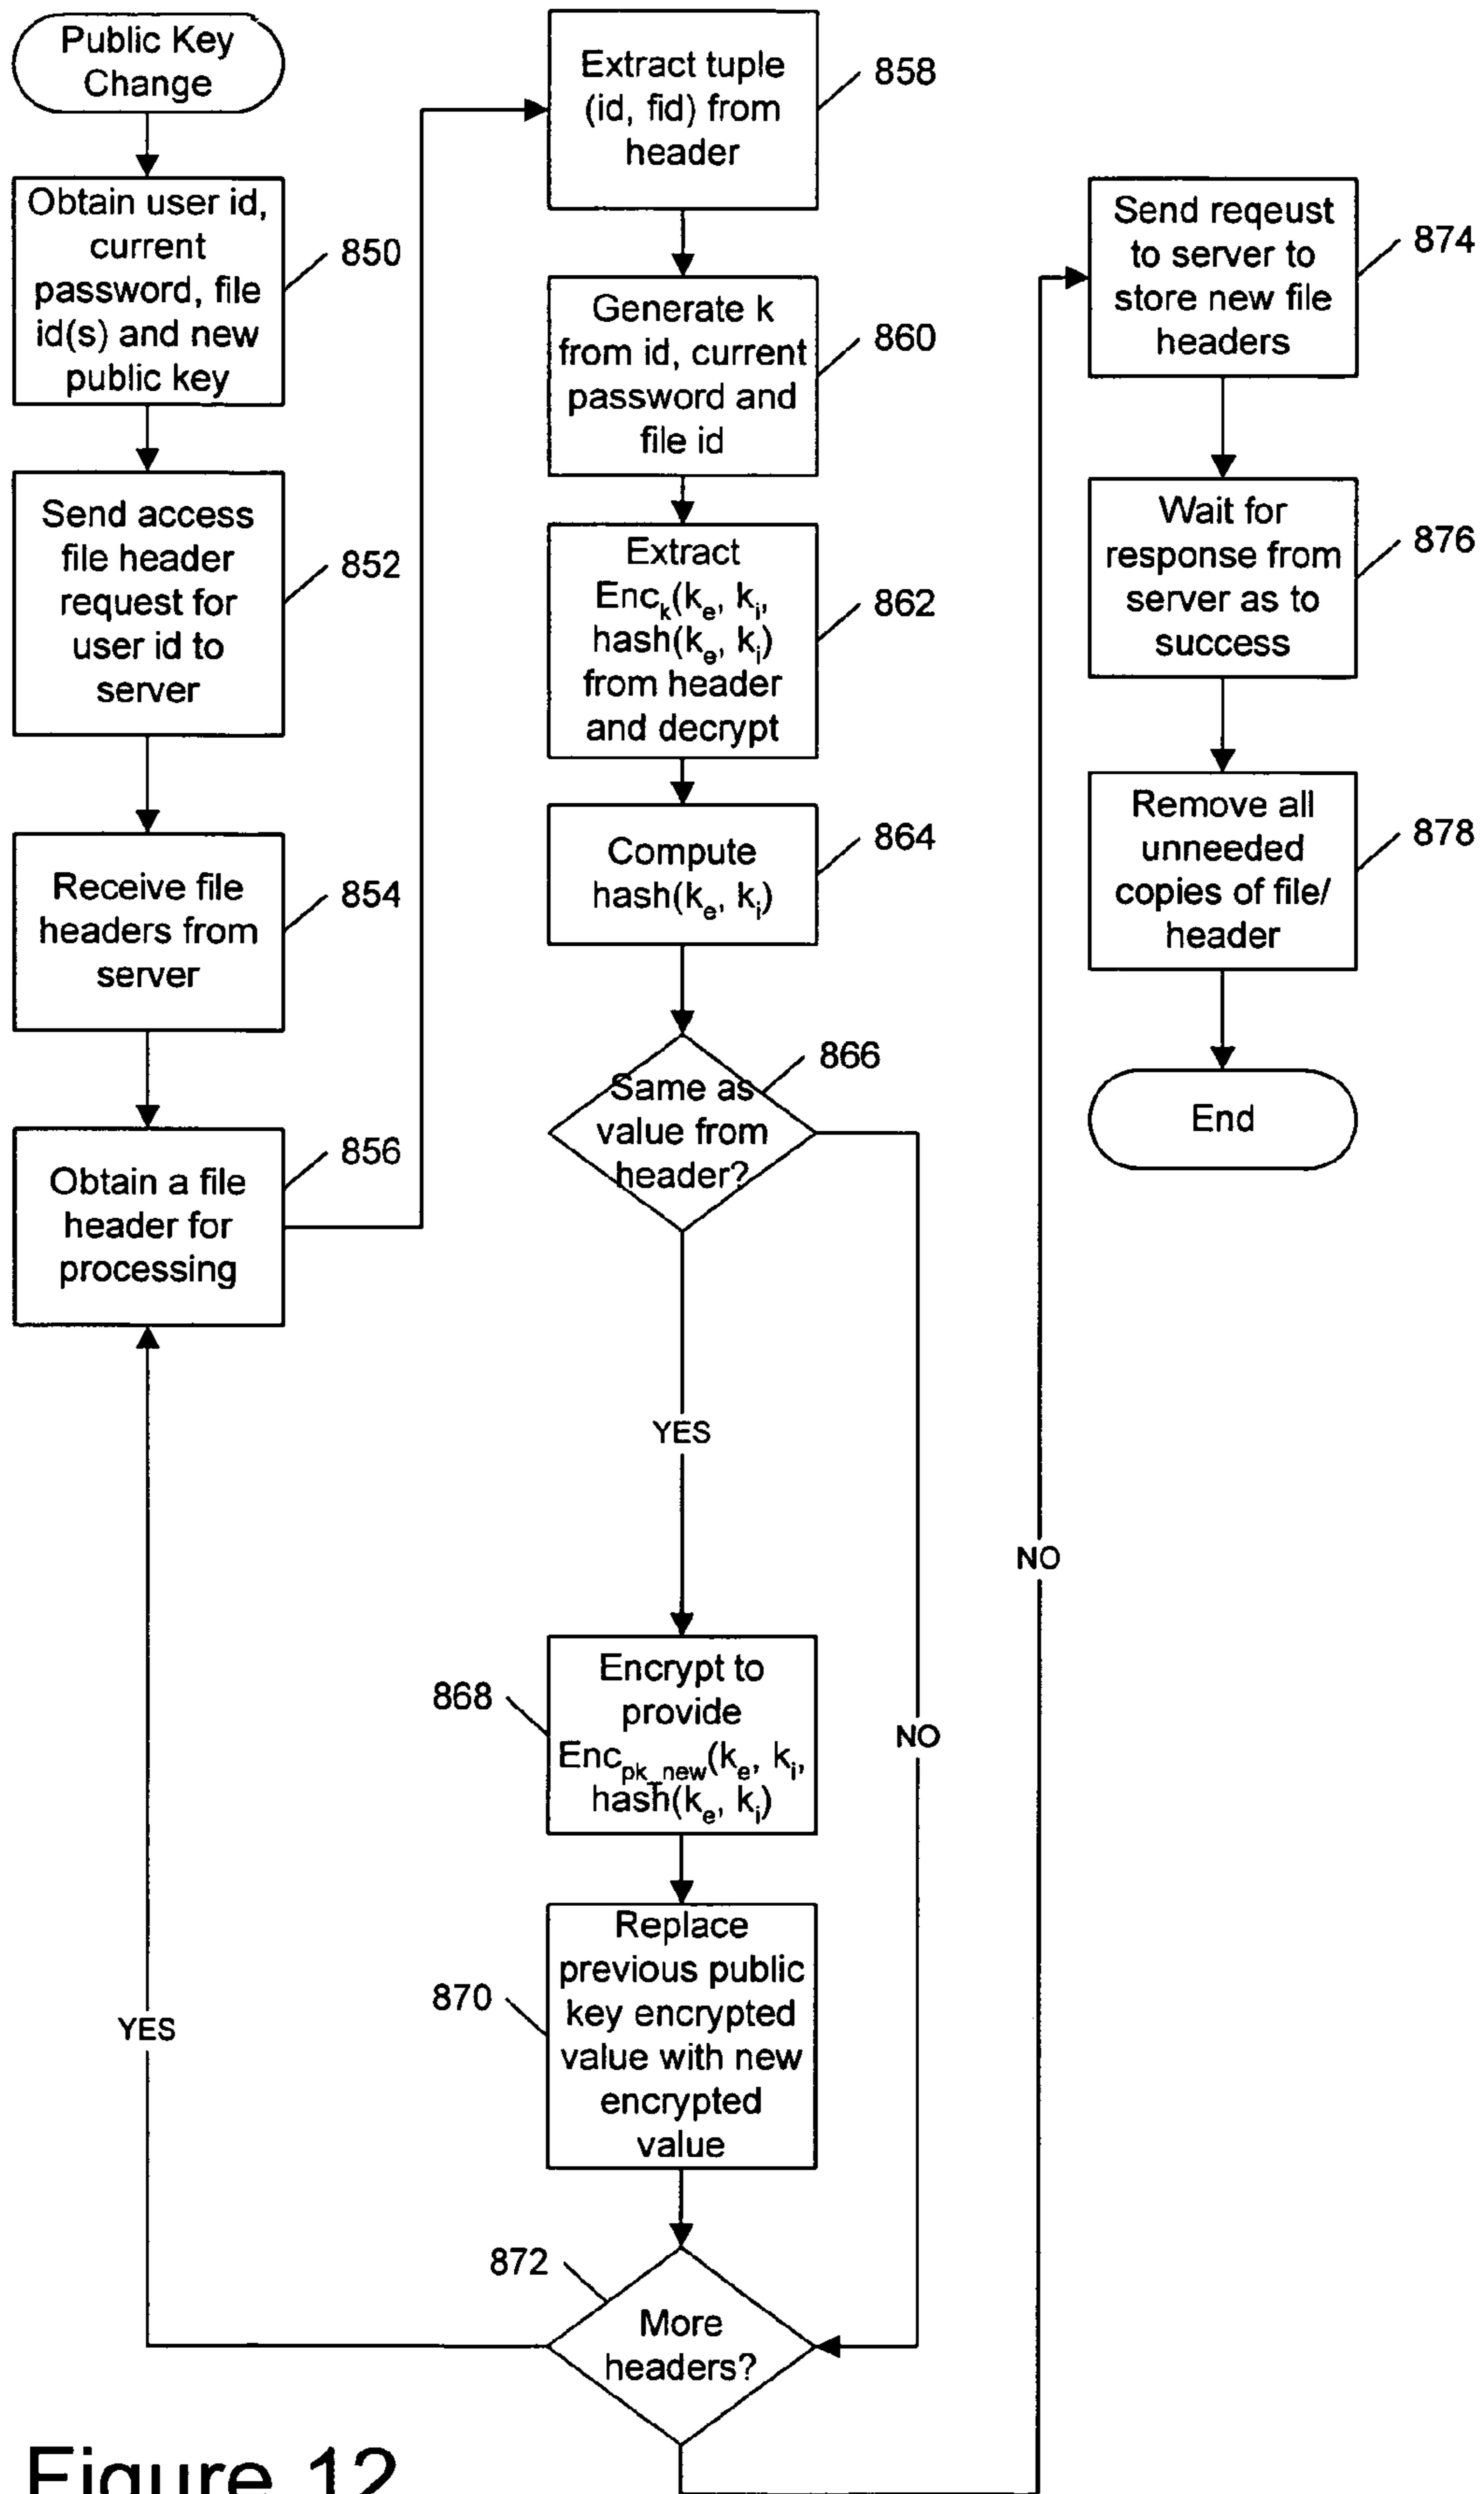 Public Key
Change
Obtain user id,
current
password, file
id(s) and new
public key
850
Send access
file header
request for
user id to
server
852
Receive file
headers from
server
854
Obtain a file
header for
processing
856
Extract tuple
(id, fid) from
header
858
Generate k
from id, current
password and
file id
860
Extract
Enck(ke, ki,
hash(ke, ki)
from header
and decrypt
862
Compute
hash(ke, ki)
864
Same as
value from
header?
866
YES
NO
Encrypt to
provide
Encpk_new(ke, ki,
hash(ke, ki)
868
Replace
previous public
key encrypted
value with new
encrypted
value
870
More
headers?
872
YES
NO
Send reqeust
to server to
store new file
headers
874
Wait for
response from
server as to
success
876
Remove all
unneeded
copies of file/
header
878
End
Figure 12